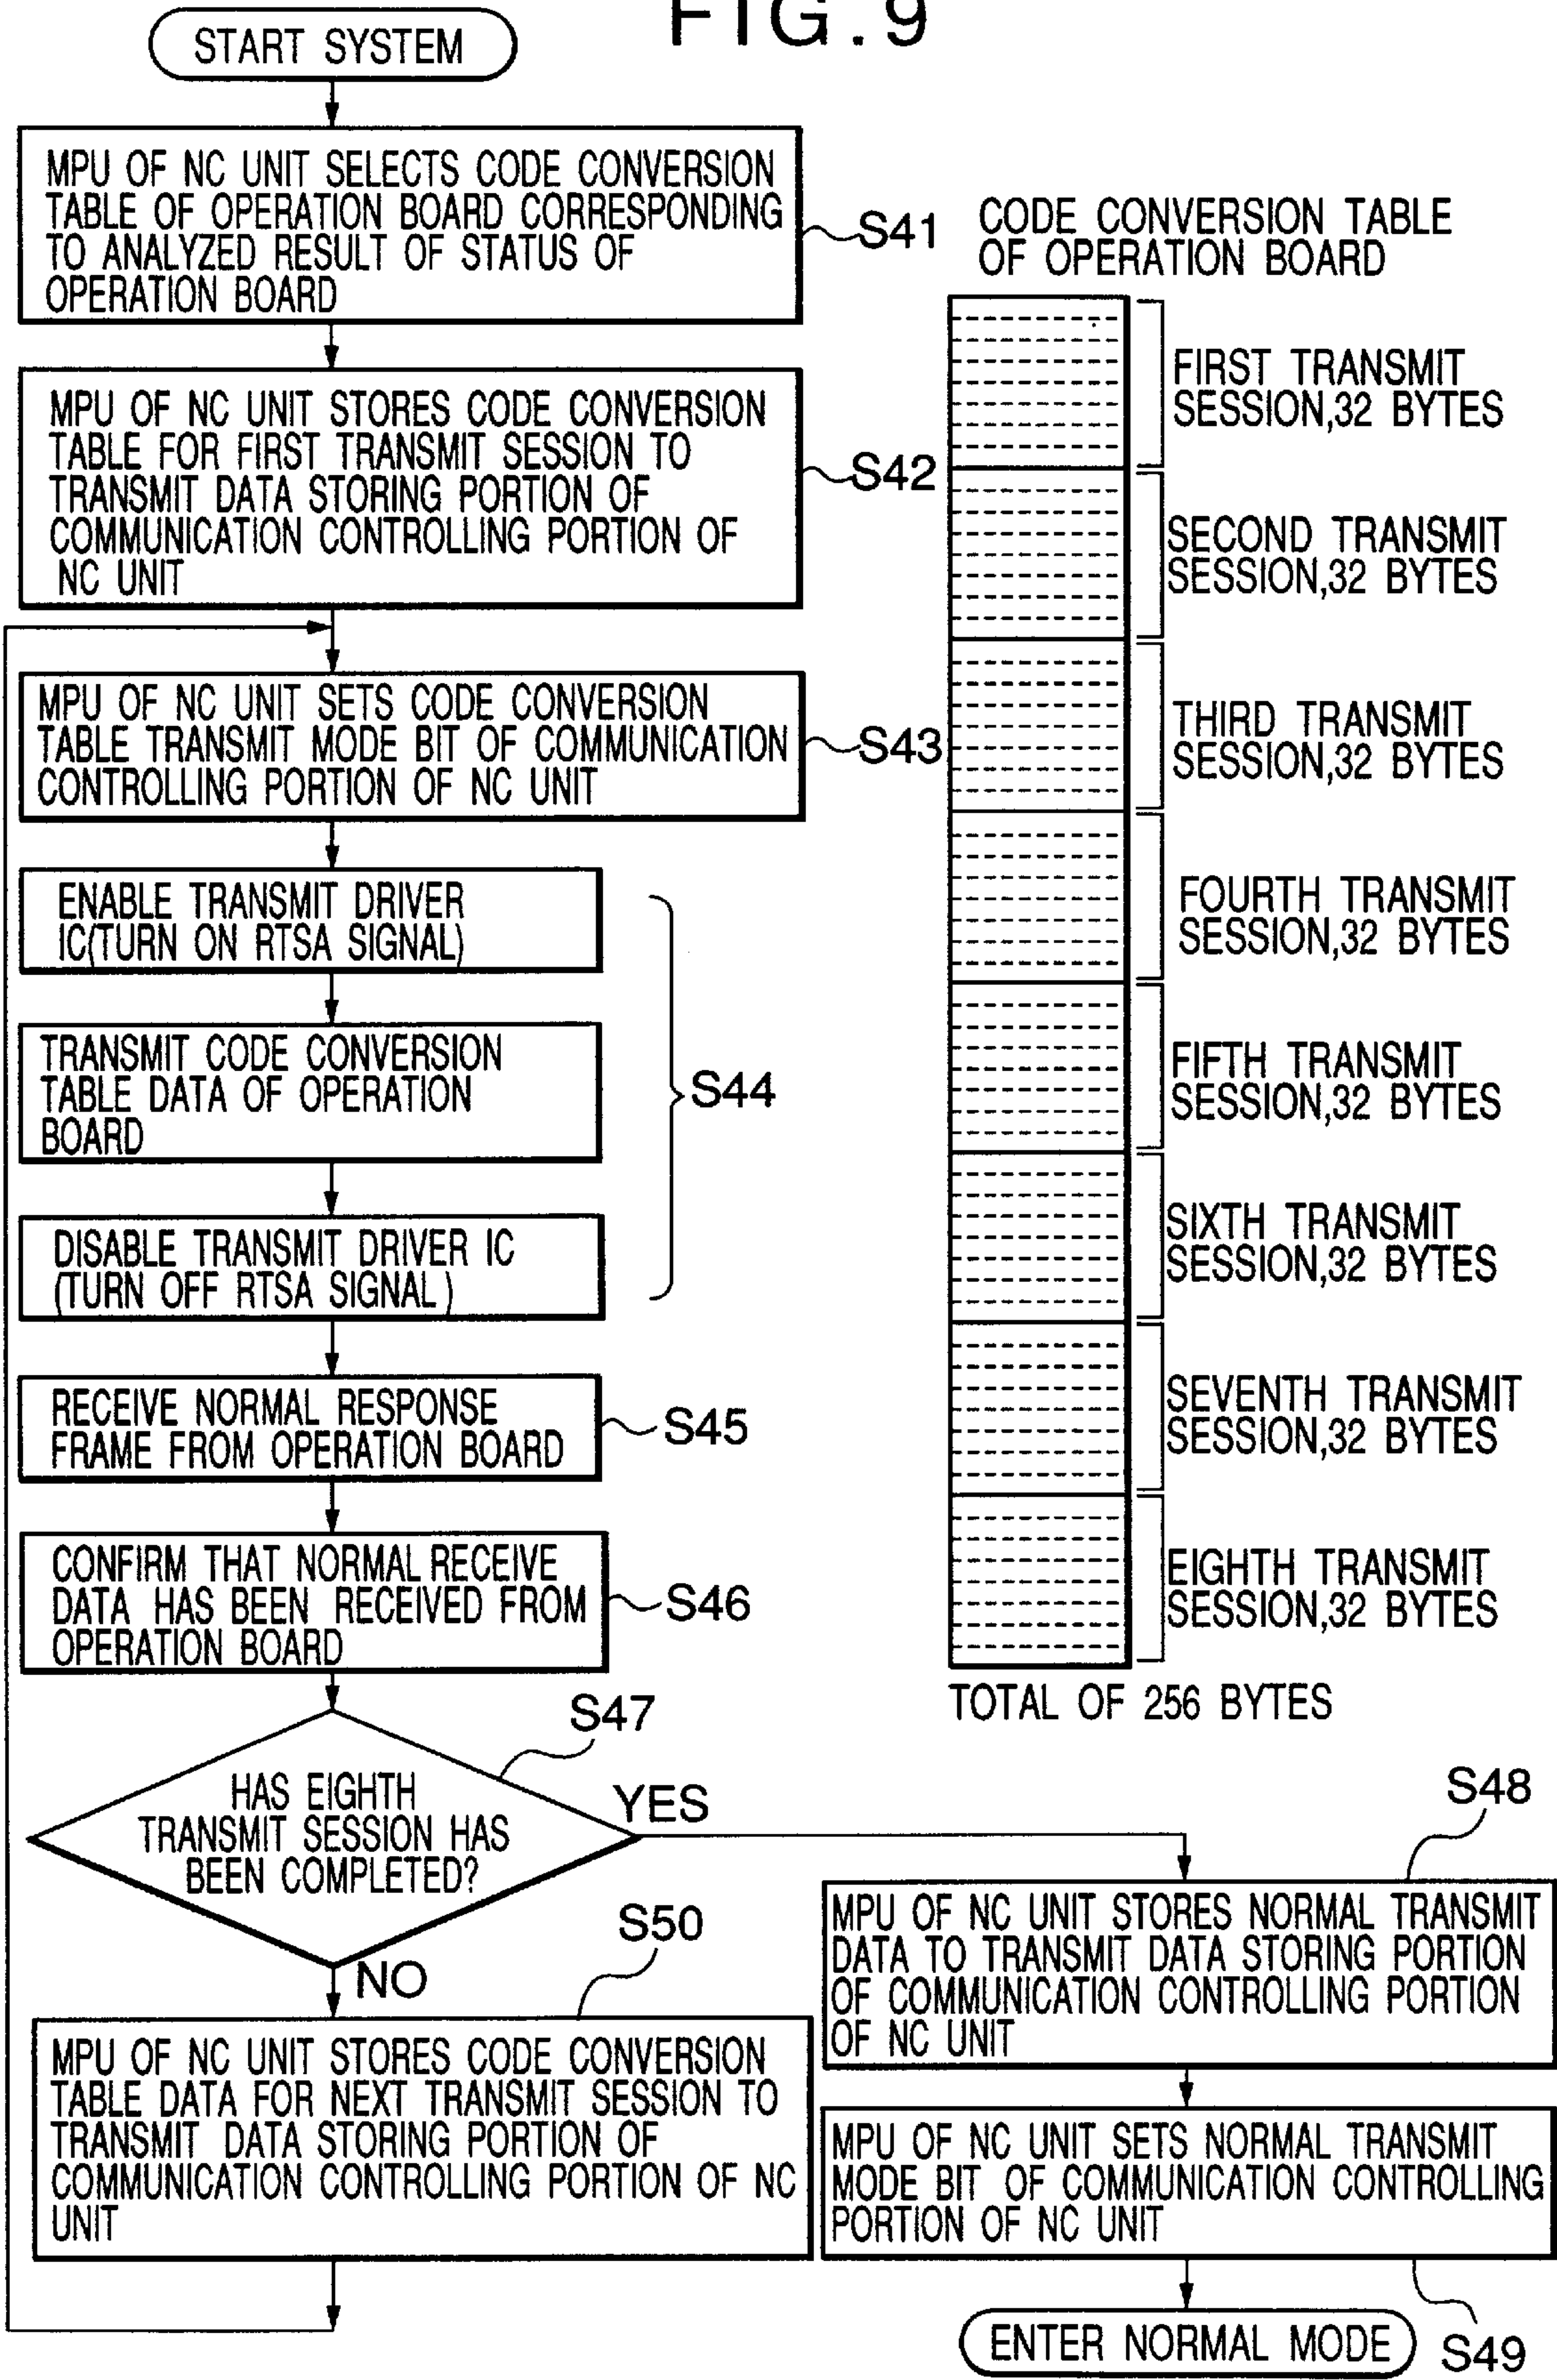 FIG.9
START SYSTEM
MPU OF NC UNIT SELECTS CODE CONVERSION
TABLE OF OPERATION BOARD CORRESPONDING
TO ANALYZED RESULT OF STATUS OF
OPERATION BOARD
S41
MPU OF NC UNIT STORES CODE CONVERSION
TABLE FOR FIRST TRANSMIT SESSION TO
TRANSMIT DATA STORING PORTION OF
COMMUNICATION CONTROLLING PORTION OF
NC UNIT
S42
MPU OF NC UNIT SETS CODE CONVERSION
TABLE TRANSMIT MODE BIT OF COMMUNICATION
CONTROLLING PORTION OF NC UNIT
S43
ENABLE TRANSMIT DRIVER
IC(TURN ON RTSA SIGNAL)
TRANSMIT CODE CONVERSION
TABLE DATA OF OPERATION
BOARD
DISABLE TRANSMIT DRIVER IC
(TURN OFF RTSA SIGNAL)
S44
RECEIVE NORMAL RESPONSE
FRAME FROM OPERATION BOARD
S45
CONFIRM THAT NORMAL RECEIVE
DATA HAS BEEN RECEIVED FROM
OPERATION BOARD
S46
S47
HAS EIGHTH
TRANSMIT SESSION HAS
BEEN COMPLETED?
YES
NO
S50
MPU OF NC UNIT STORES CODE CONVERSION
TABLE DATA FOR NEXT TRANSMIT SESSION TO
TRANSMIT DATA STORING PORTION OF
COMMUNICATION CONTROLLING PORTION OF NC
UNIT
CODE CONVERSION TABLE
OF OPERATION BOARD
FIRST TRANSMIT
SESSION,32 BYTES
SECOND TRANSMIT
SESSION,32 BYTES
THIRD TRANSMIT
SESSION,32 BYTES
FOURTH TRANSMIT
SESSION,32 BYTES
FIFTH TRANSMIT
SESSION,32 BYTES
SIXTH TRANSMIT
SESSION,32 BYTES
SEVENTH TRANSMIT
SESSION,32 BYTES
EIGHTH TRANSMIT
SESSION,32 BYTES
TOTAL OF 256 BYTES
S48
MPU OF NC UNIT STORES NORMAL TRANSMIT
DATA TO TRANSMIT DATA STORING PORTION
OF COMMUNICATION CONTROLLING PORTION
OF NC UNIT
MPU OF NC UNIT SETS NORMAL TRANSMIT
MODE BIT OF COMMUNICATION CONTROLLING
PORTION OF NC UNIT
S49
ENTER NORMAL MODE